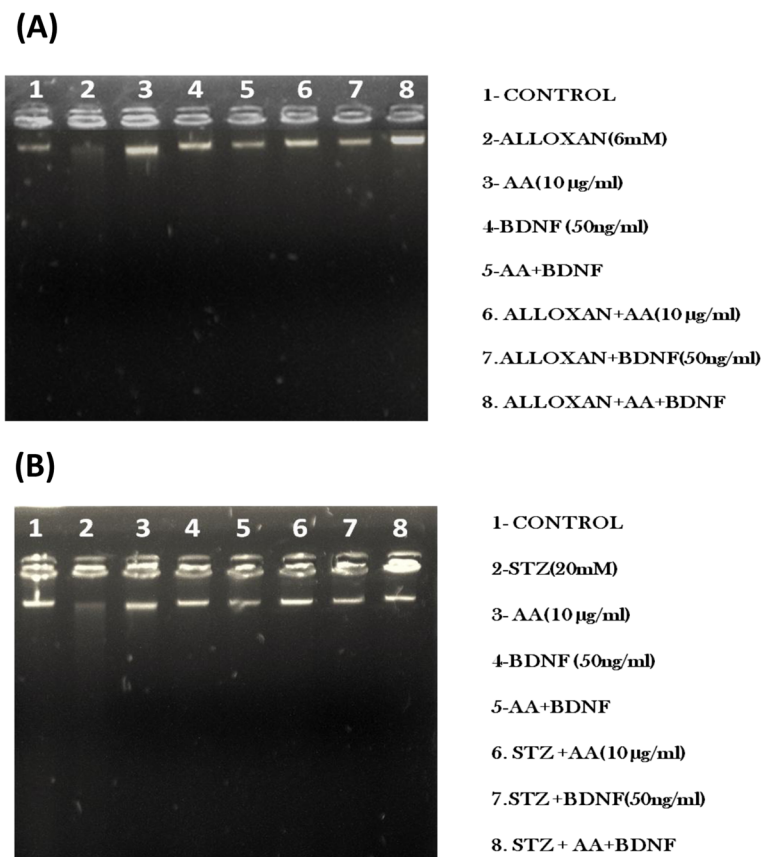 (A)
1 2 3 4 5 6 7 8
1- CONTROL
2-ALLOXAN(6mM)
3- AA(10 µg/ml)
4-BDNF (50ng/ml)
5-AA+BDNF
6. ALLOXAN+AA(10 µg/ml)
7.ALLOXAN+BDNF(50ng/ml)
8. ALLOXAN+AA+BDNF
(B)
1 2 3 4 5 6 7 8
1- CONTROL
2-STZ(20mM)
3- AA(10 µg/ml)
4-BDNF (50ng/ml)
5-AA+BDNF
6. STZ +AA(10 µg/ml)
7.STZ +BDNF(50ng/ml)
8. STZ + AA+BDNF